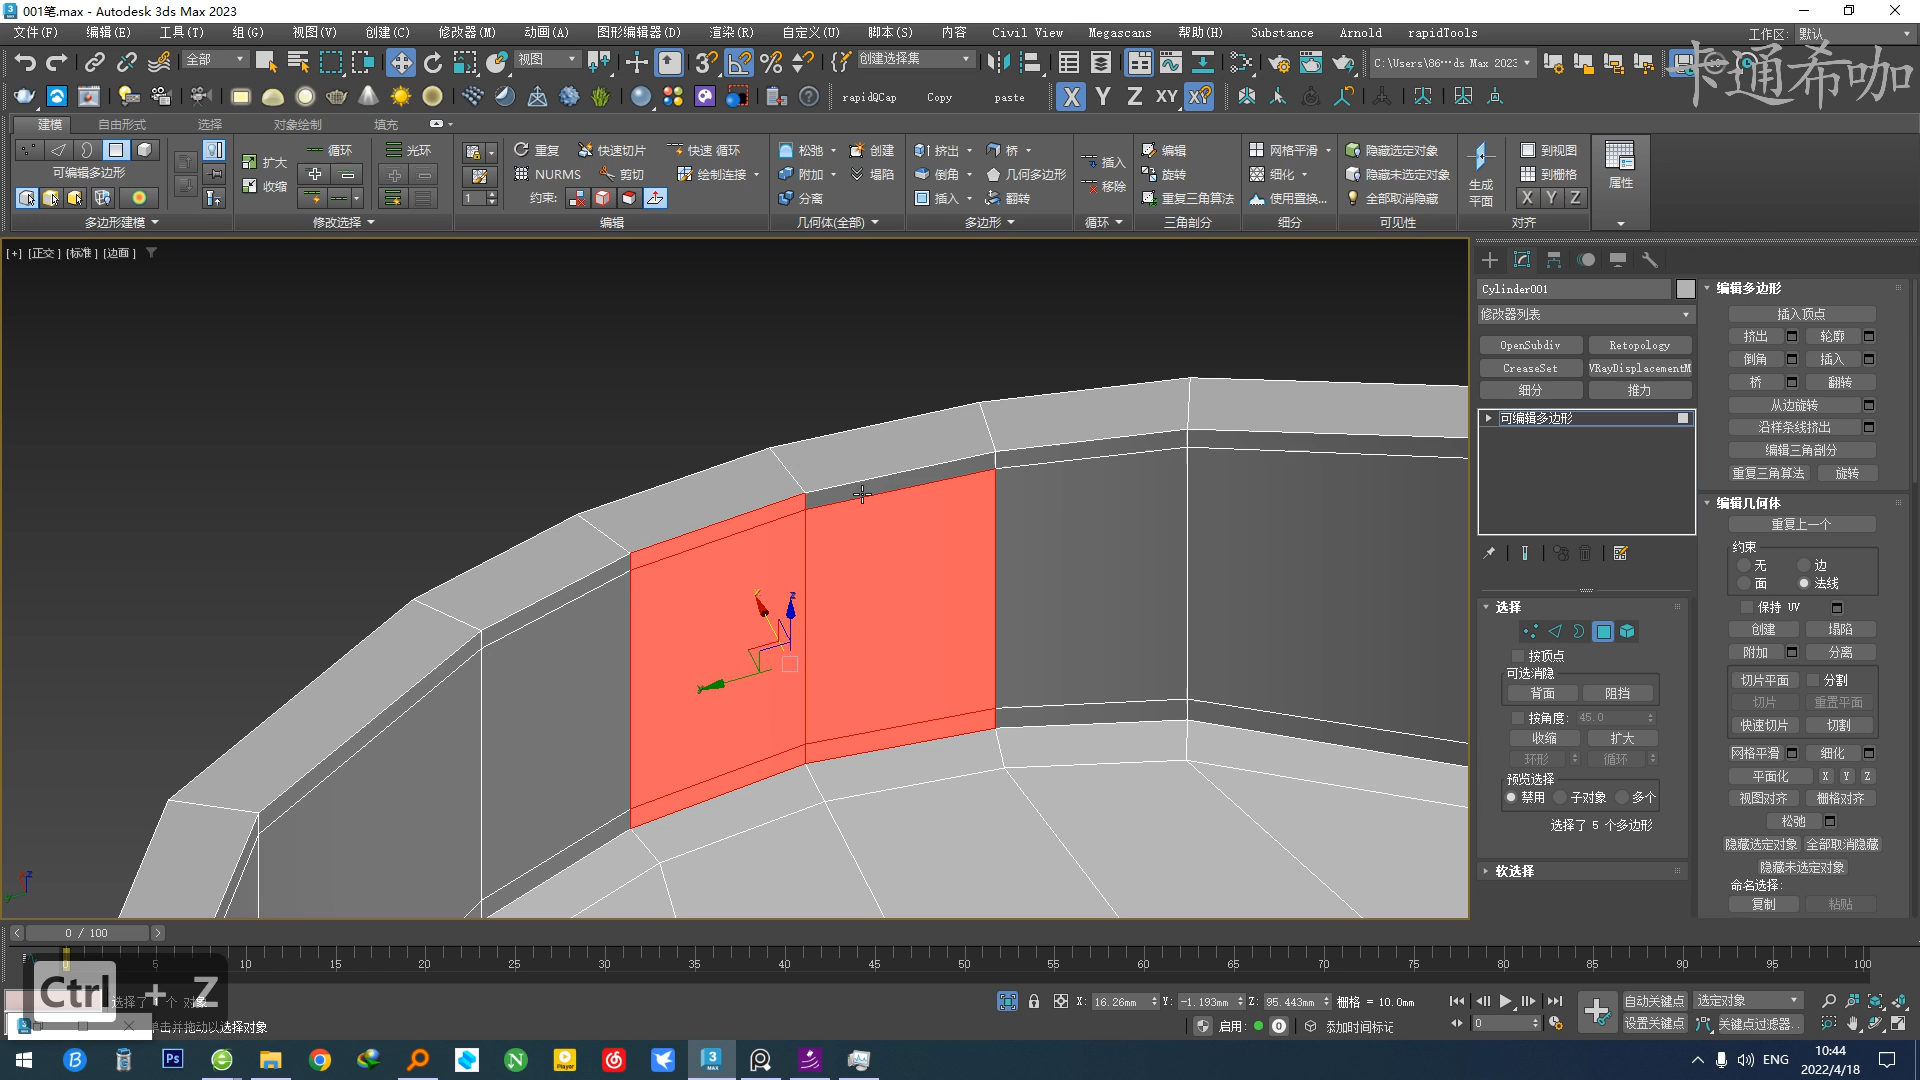 001笔.max - Autodesk 3ds Max 2023
文件(F) 编辑(E) 工具(T) 组(G) 视图(V) 创建(C) 修改器(M) 动画(A) 图形编辑器(D) 渲染(R) 自定义(U) 脚本(S) 内容 Civil View Megascans 帮助(H) Substance Arnold rapidTools 工作区: 默认
卡通希咖
全部 视图 创建选择集 C:\Users\86···ds Max 2023
rapidQCap Copy paste X Y Z XY XY
建模 自由形式 选择 对象绘制 填充
可编辑多边形 扩大 循环 光环 重复 快速切片 快速 循环 松弛 创建 挤出 桥 插入 编辑 网格平滑 隐藏选定对象 到视图
收缩 NURMS 剪切 绘制连接 附加 塌陷 倒角 几何多边形 移除 旋转 细化 隐藏未选定对象 生成平面 到栅格 属性
1 约束: 分离 插入 翻转 重复三角算法 使用置换... 全部取消隐藏 X Y Z
多边形建模 修改选择 编辑 几何体(全部) 多边形 循环 三角剖分 细分 可见性 对齐
[+] [正交] [标准] [边面]
Cylinder001
修改器列表
OpenSubdiv Retopology
CreaseSet VRayDisplacementM
细分 推力
可编辑多边形
选择
按顶点
可选消隐
背面 阻挡
按角度: 45.0
收缩 扩大
环形 循环
预览选择
禁用 子对象 多个
选择了 5 个多边形
软选择
编辑多边形
插入顶点
挤出 轮廓
倒角 插入
桥 翻转
从边旋转
沿样条线挤出
编辑三角剖分
重复三角算法 旋转
编辑几何体
重复上一个
约束
无 边
面 法线
保持 UV
创建 塌陷
附加 分离
切片平面 分割
切片 重置平面
快速切片 切割
网格平滑 细化
平面化 X Y Z
视图对齐 栅格对齐
松弛
隐藏选定对象 全部取消隐藏
隐藏未选定对象
命名选择:
复制 粘贴
z
y
0 / 100
5 10 15 20 25 30 35 40 45 50 55 60 65 70 75 80 85 90 95 100
Ctrl + Z
选择了 1 个 对象
单击并拖动以选择对象
X: 16.26mm Y: -1.193mm Z: 95.443mm 栅格 = 10.0mm
启用: 0 添加时间标记
0
自动关键点 选定对象
设置关键点 关键点过滤器...
ENG
10:44
2022/4/18